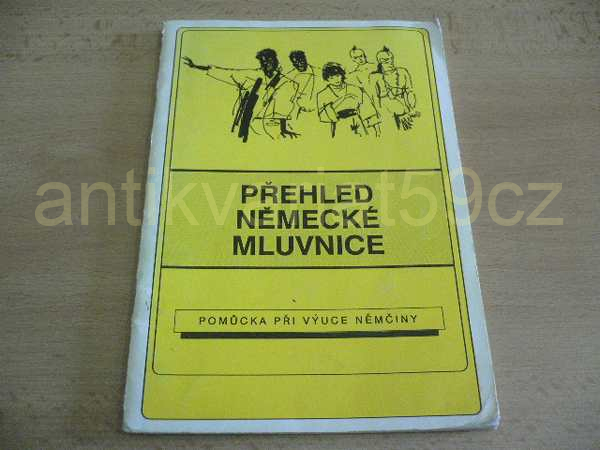 PŘEHLED
NĚMECKÉ
MLUVNICE
POMŮCKA PŘI VÝUCE NĚMČINY